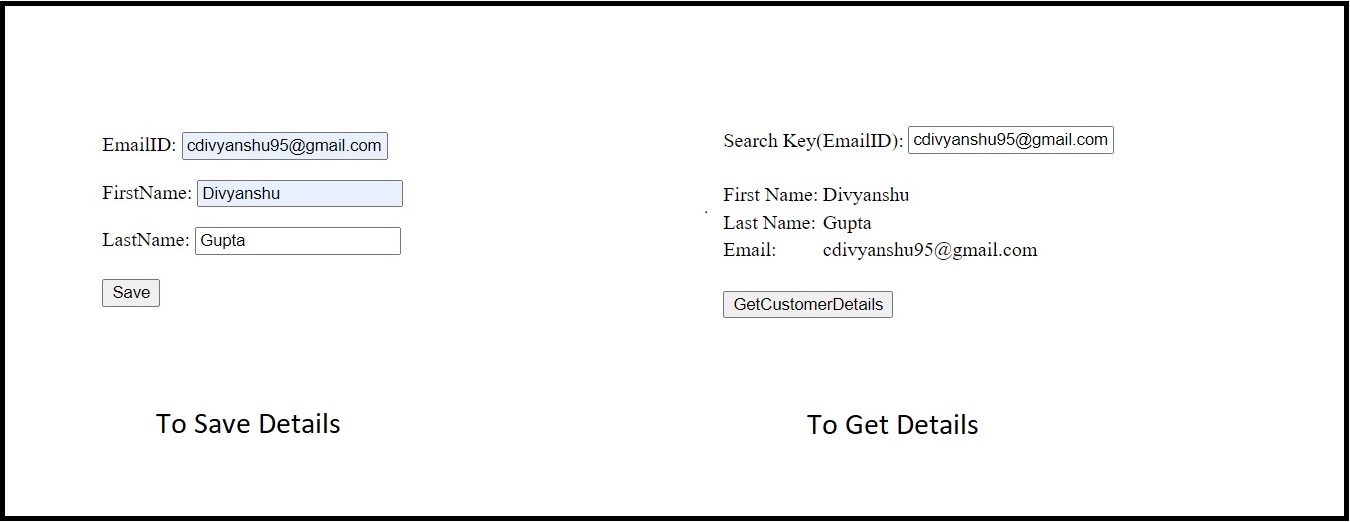 EmailID: cdivyanshu95@gmail.com
FirstName: Divyanshu
LastName: Gupta
Save
To Save Details
Search Key(EmailID): cdivyanshu95@gmail.com
First Name: Divyanshu
Last Name: Gupta
Email: cdivyanshu95@gmail.com
GetCustomerDetails
To Get Details